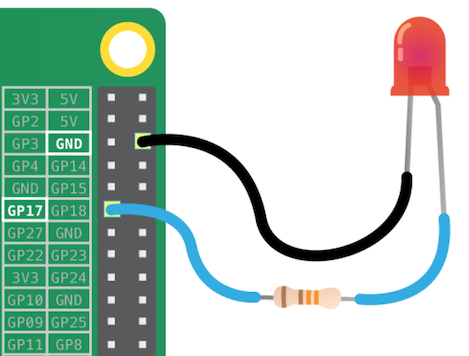 3V3 5V
GP2 5V
GP3 GND
GP4 GP14
GND GP15
GP17 GP18
GP27 GND
GP22 GP23
3V3 GP24
GP10 GND
GP09 GP25
GP11 GP8